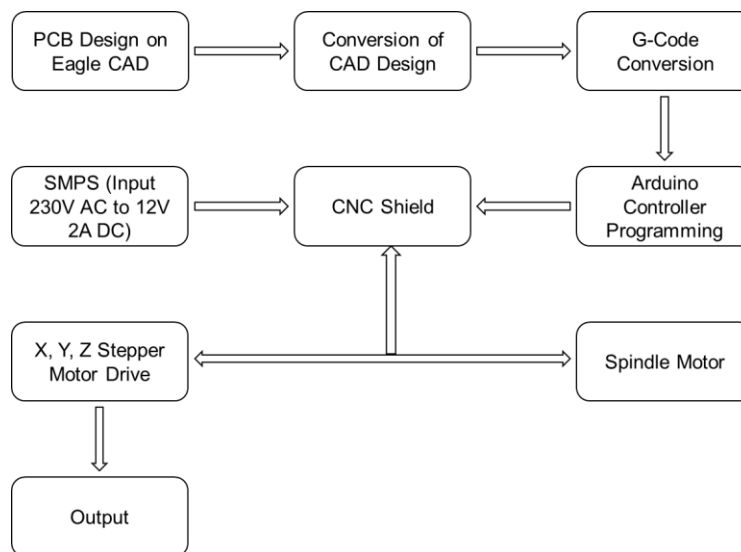 PCB Design on
Eagle CAD
Conversion of
CAD Design
G-Code
Conversion
SMPS (Input
230V AC to 12V
2A DC)
CNC Shield
Arduino
Controller
Programming
X, Y, Z Stepper
Motor Drive
Spindle Motor
Output